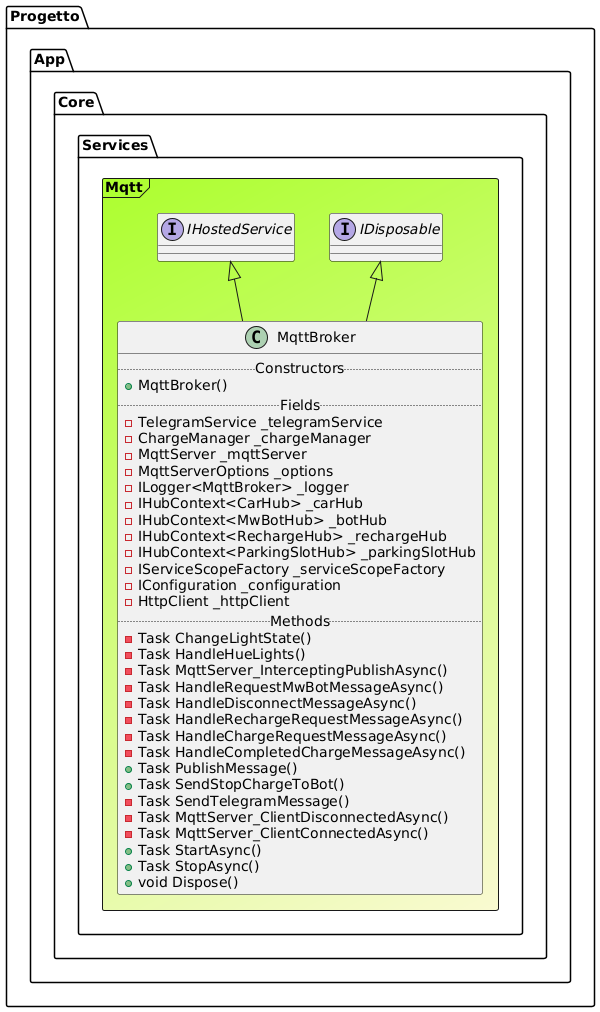 Progetto
App
Core
Services
Mqtt
I IHostedService
I IDisposable
C MqttBroker
Constructors
MqttBroker()
Fields
TelegramService _telegramService
ChargeManager _chargeManager
MqttServer _mqttServer
MqttServerOptions _options
ILogger<MqttBroker> _logger
IHubContext<CarHub> _carHub
IHubContext<MwBotHub> _botHub
IHubContext<RechargeHub> _rechargeHub
IHubContext<ParkingSlotHub> _parkingSlotHub
IServiceScopeFactory _serviceScopeFactory
IConfiguration _configuration
HttpClient _httpClient
Methods
Task ChangeLightState()
Task HandleHueLights()
Task MqttServer_InterceptingPublishAsync()
Task HandleRequestMwBotMessageAsync()
Task HandleDisconnectMessageAsync()
Task HandleRechargeRequestMessageAsync()
Task HandleChargeRequestMessageAsync()
Task HandleCompletedChargeMessageAsync()
Task PublishMessage()
Task SendStopChargeToBot()
Task SendTelegramMessage()
Task MqttServer_ClientDisconnectedAsync()
Task MqttServer_ClientConnectedAsync()
Task StartAsync()
Task StopAsync()
void Dispose()